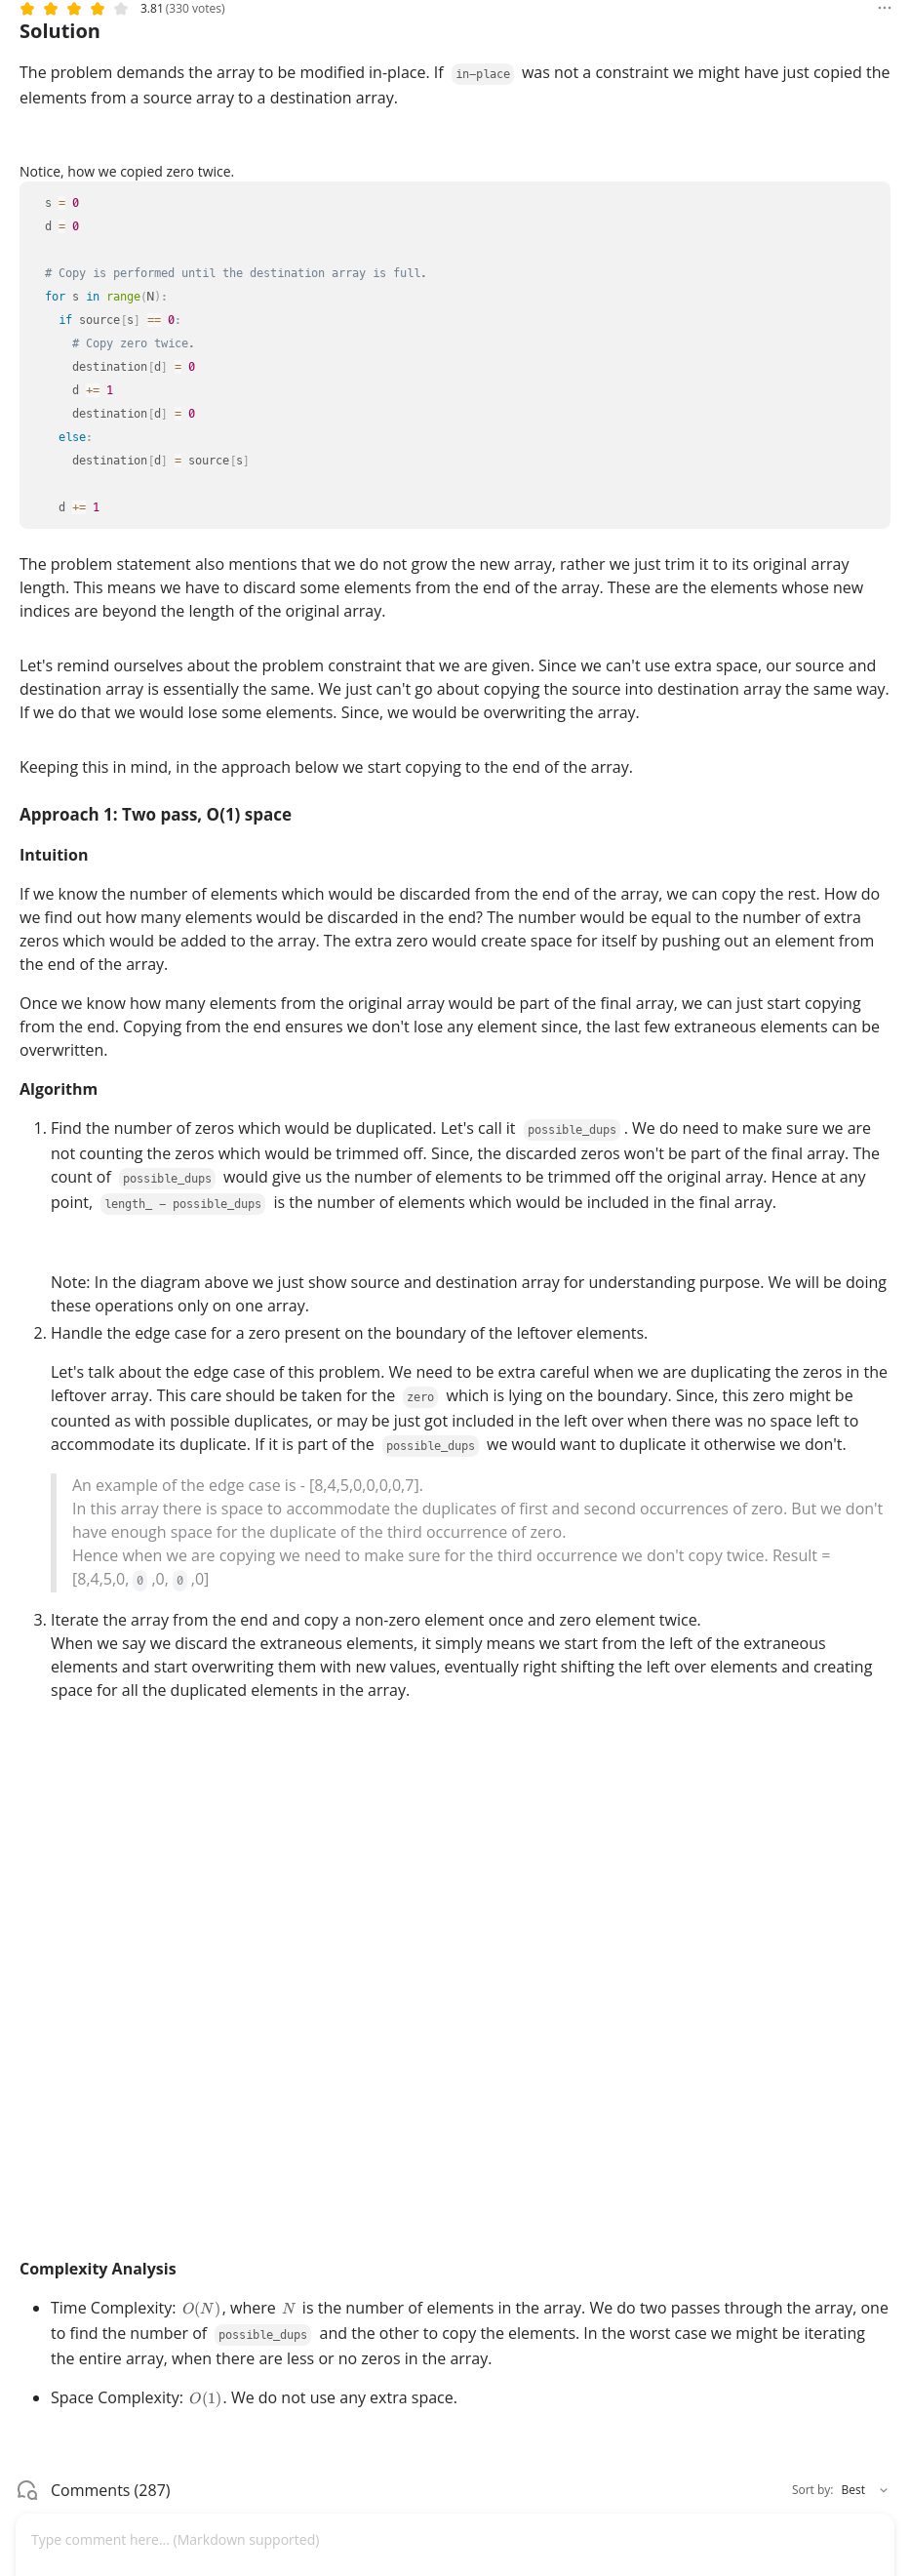 3.81 (330 votes)
Solution
The problem demands the array to be modified in-place. If in-place was not a constraint we might have just copied the
elements from a source array to a destination array.
Notice, how we copied zero twice.
s = 0
d = 0
# Copy is performed until the destination array is full.
for s in range(N):
  if source[s] == 0:
    # Copy zero twice.
    destination[d] = 0
    d += 1
    destination[d] = 0
  else:
    destination[d] = source[s]
  d += 1
The problem statement also mentions that we do not grow the new array, rather we just trim it to its original array
length. This means we have to discard some elements from the end of the array. These are the elements whose new
indices are beyond the length of the original array.
Let's remind ourselves about the problem constraint that we are given. Since we can't use extra space, our source and
destination array is essentially the same. We just can't go about copying the source into destination array the same way.
If we do that we would lose some elements. Since, we would be overwriting the array.
Keeping this in mind, in the approach below we start copying to the end of the array.
Approach 1: Two pass, O(1) space
Intuition
If we know the number of elements which would be discarded from the end of the array, we can copy the rest. How do
we find out how many elements would be discarded in the end? The number would be equal to the number of extra
zeros which would be added to the array. The extra zero would create space for itself by pushing out an element from
the end of the array.
Once we know how many elements from the original array would be part of the final array, we can just start copying
from the end. Copying from the end ensures we don't lose any element since, the last few extraneous elements can be
overwritten.
Algorithm
1. Find the number of zeros which would be duplicated. Let's call it possible_dups . We do need to make sure we are
not counting the zeros which would be trimmed off. Since, the discarded zeros won't be part of the final array. The
count of possible_dups would give us the number of elements to be trimmed off the original array. Hence at any
point, length_ - possible_dups is the number of elements which would be included in the final array.
Note: In the diagram above we just show source and destination array for understanding purpose. We will be doing
these operations only on one array.
2. Handle the edge case for a zero present on the boundary of the leftover elements.
Let's talk about the edge case of this problem. We need to be extra careful when we are duplicating the zeros in the
leftover array. This care should be taken for the zero which is lying on the boundary. Since, this zero might be
counted as with possible duplicates, or may be just got included in the left over when there was no space left to
accommodate its duplicate. If it is part of the possible_dups we would want to duplicate it otherwise we don't.
An example of the edge case is - [8,4,5,0,0,0,0,7].
In this array there is space to accommodate the duplicates of first and second occurrences of zero. But we don't
have enough space for the duplicate of the third occurrence of zero.
Hence when we are copying we need to make sure for the third occurrence we don't copy twice. Result =
[8,4,5,0, 0 ,0, 0 ,0]
3. Iterate the array from the end and copy a non-zero element once and zero element twice.
When we say we discard the extraneous elements, it simply means we start from the left of the extraneous
elements and start overwriting them with new values, eventually right shifting the left over elements and creating
space for all the duplicated elements in the array.
Complexity Analysis
• Time Complexity: O(N), where N is the number of elements in the array. We do two passes through the array, one
to find the number of possible_dups and the other to copy the elements. In the worst case we might be iterating
the entire array, when there are less or no zeros in the array.
• Space Complexity: O(1). We do not use any extra space.
Comments (287)
Sort by: Best
Type comment here... (Markdown supported)